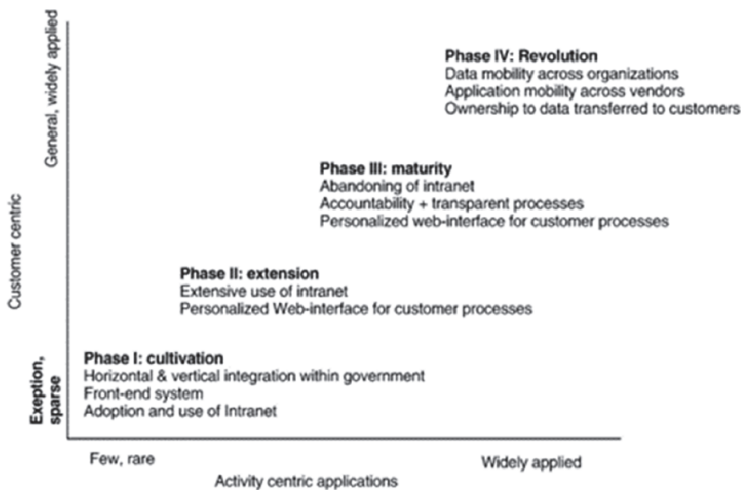 General, widely applied
Customer centric
Exeption,
sparse
Phase IV: Revolution
Data mobility across organizations
Application mobility across vendors
Ownership to data transferred to customers
Phase III: maturity
Abandoning of intranet
Accountability + transparent processes
Personalized web-interface for customer processes
Phase II: extension
Extensive use of intranet
Personalized Web-interface for customer processes
Phase I: cultivation
Horizontal & vertical integration within government
Front-end system
Adoption and use of Intranet
Few, rare
Widely applied
Activity centric applications